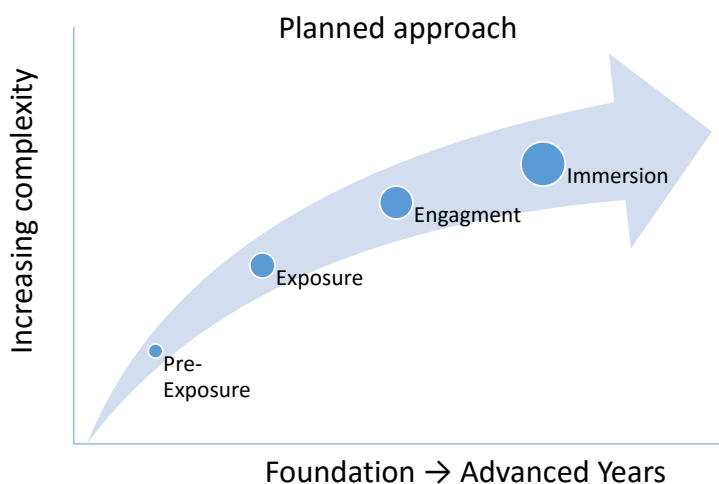 Planned approach
Increasing complexity
Immersion
Engagment
Exposure
Pre-
Exposure
Foundation → Advanced Years